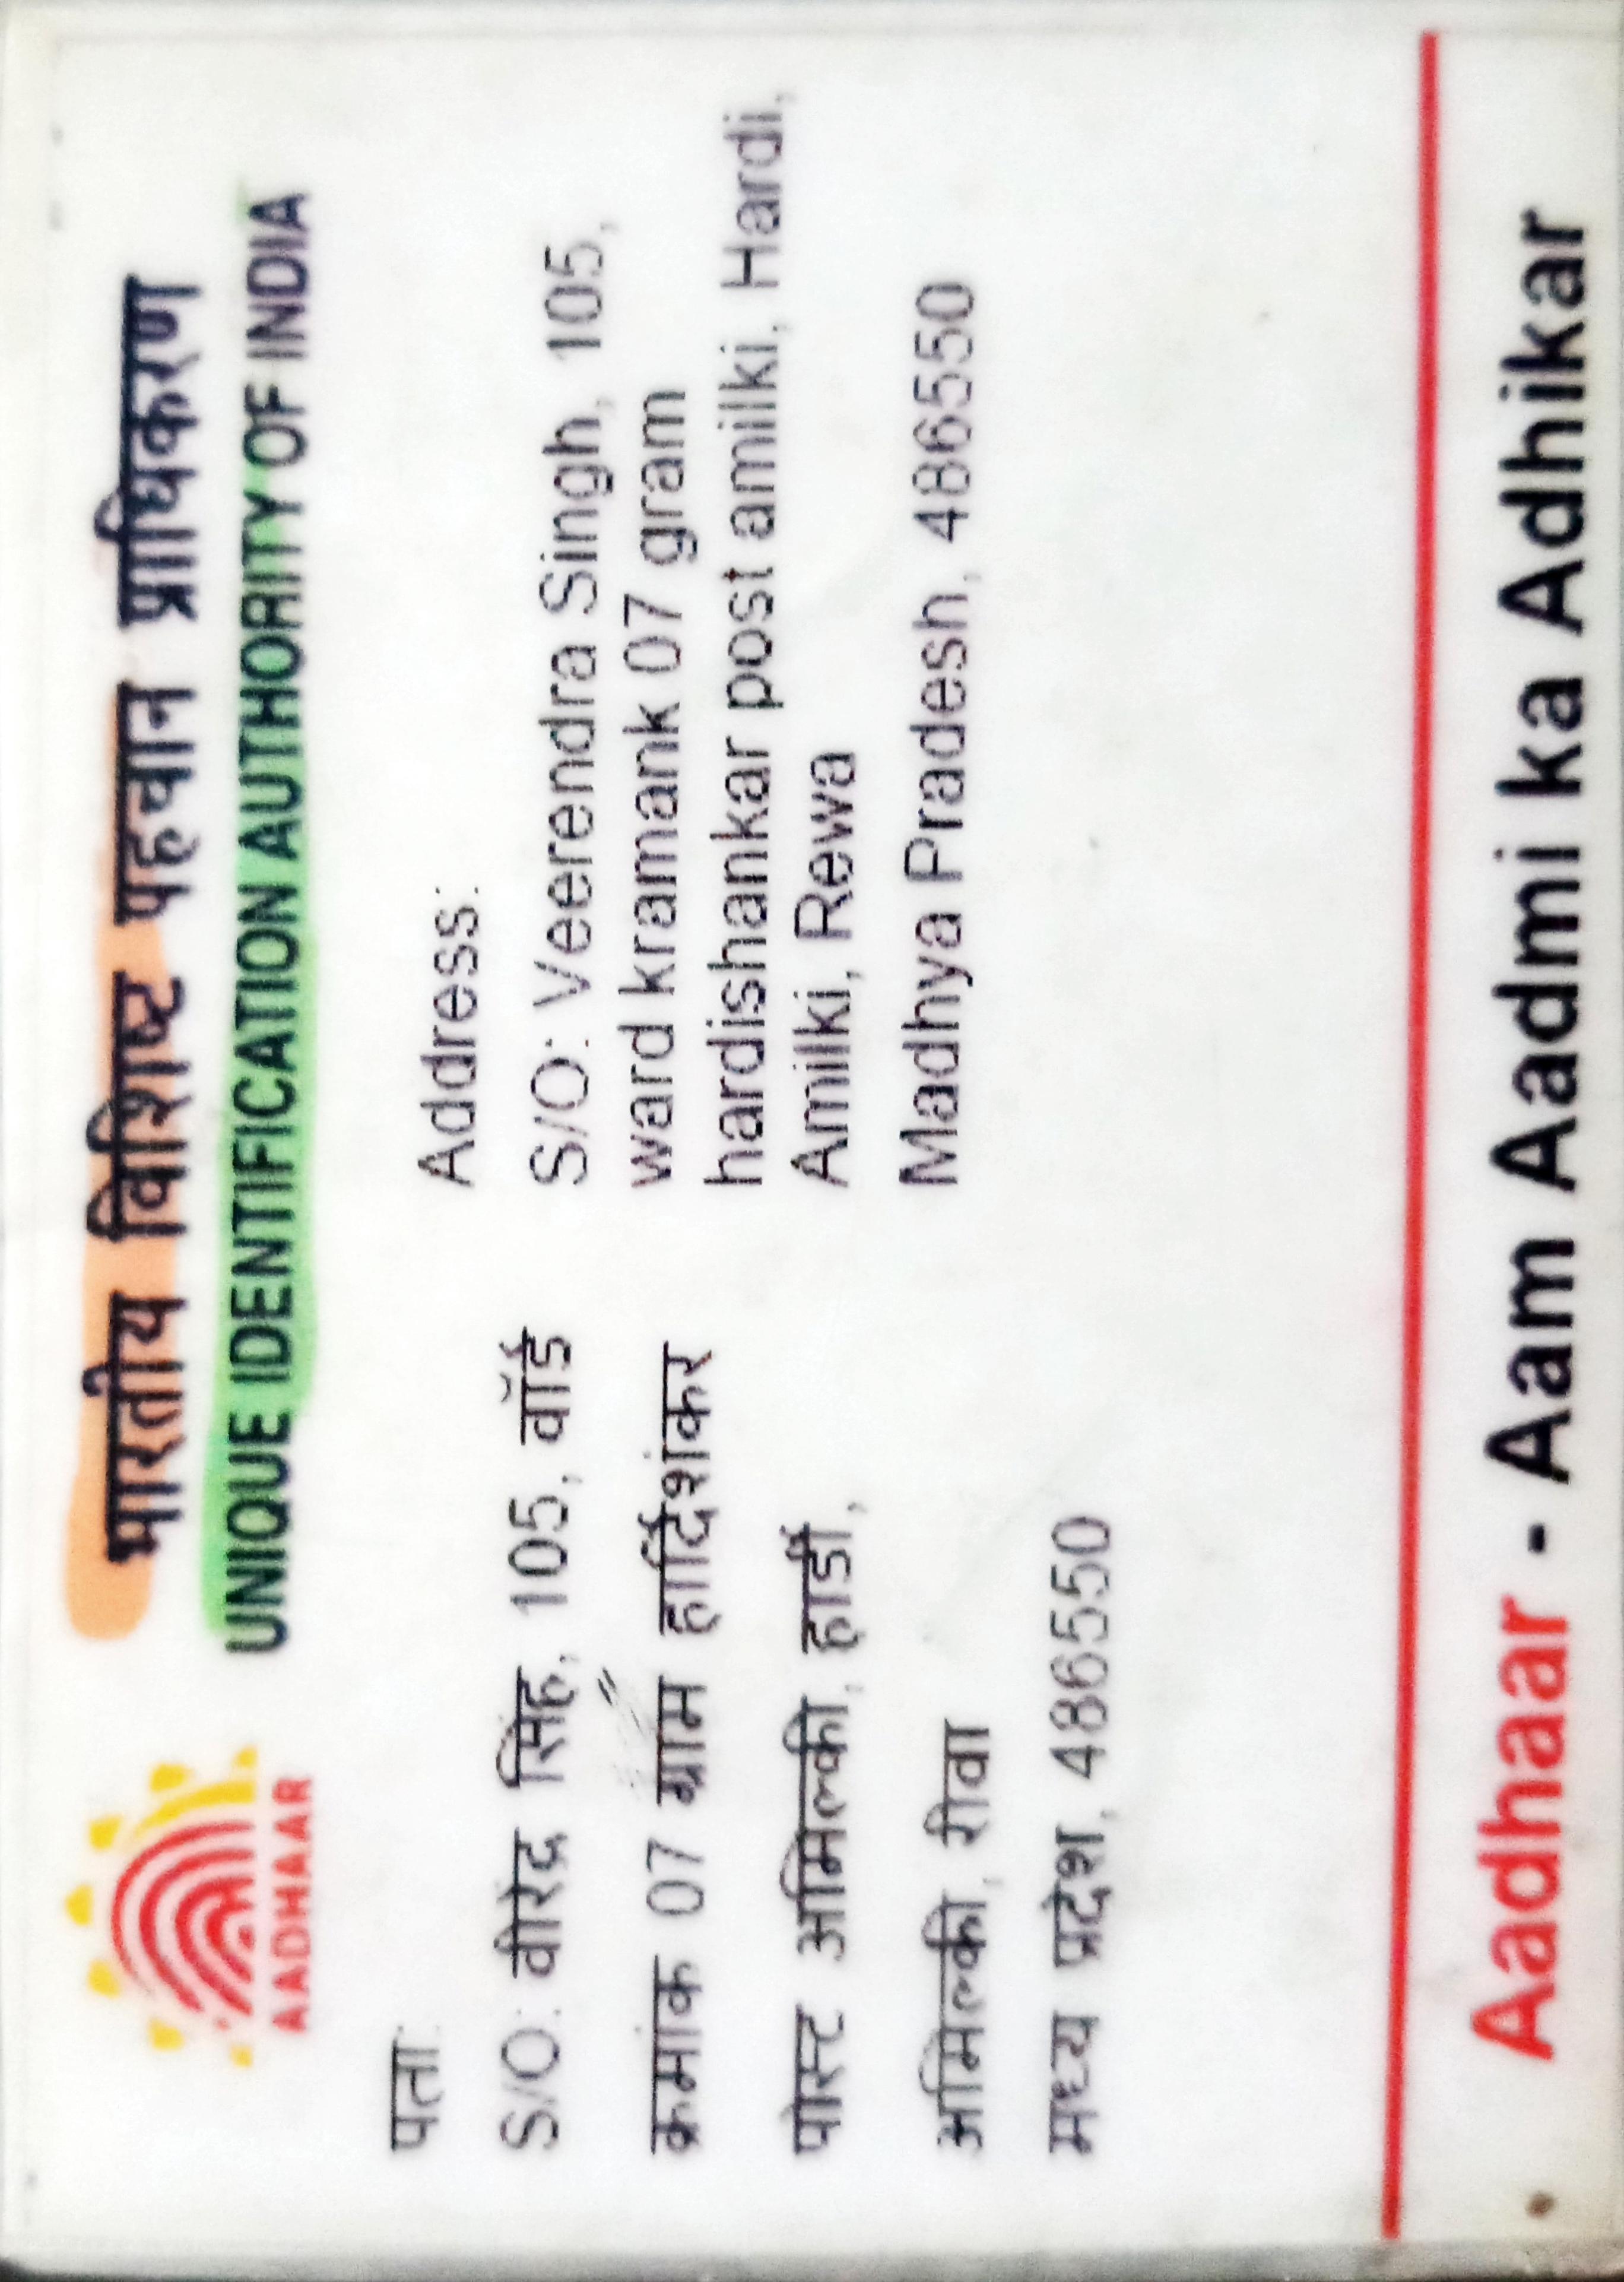 भारतीय विशिष्ट पहचान प्राधिकरण
UNIQUE IDENTIFICATION AUTHORITY OF INDIA
AADHAAR
पता:
S/O: वीरेंद्र सिंह, 105, वॉर्ड
क्रमांक 07 ग्राम हार्दिशंकर
पोस्ट अमिल्की, हार्डी,
अमिल्की, रीवा
मध्य प्रदेश, 486550
Address:
S/O: Veerendra Singh, 105,
ward kramank 07 gram
hardishankar post amilki, Hardi,
Amilki, Rewa
Madhya Pradesh, 486550
Aadhaar - Aam Aadmi ka Adhikar